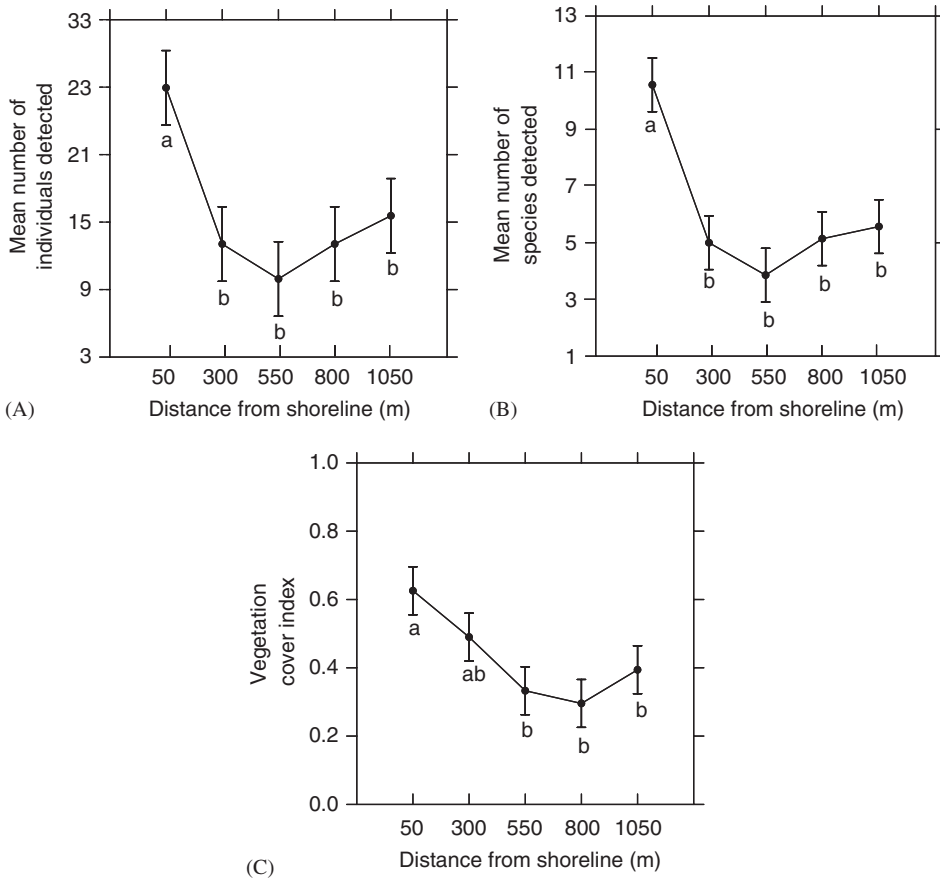 33
23
21
15
9
3
Mean number of
individuals detected
a
b
b
b
b
50 300 550 800 1050
Distance from shoreline (m)
(A)
13
11
9
7
5
3
1
Mean number of
species detected
a
b
b
b
b
50 300 550 800 1050
Distance from shoreline (m)
(B)
1.0
0.8
0.6
0.4
0.2
0.0
Vegetation
cover index
a
ab
b
b
b
50 300 550 800 1050
Distance from shoreline (m)
(C)